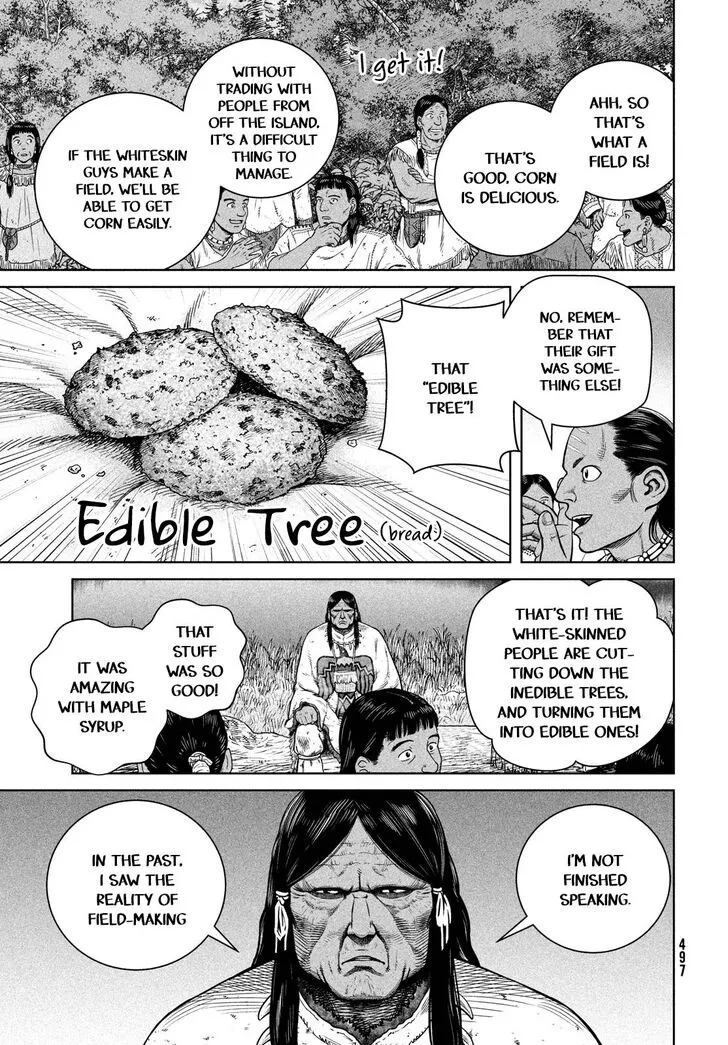 I get it!
AHH, SO
THAT'S
WHAT A
FIELD IS!
THAT'S
GOOD, CORN
IS DELICIOUS.
WITHOUT
TRADING WITH
PEOPLE FROM
OFF THE ISLAND,
IT'S A DIFFICULT
THING TO
MANAGE.
IF THE WHITESKIN
GUYS MAKE A
FIELD, WE'LL BE
ABLE TO GET
CORN EASILY.
NO, REMEM-
BER THAT
THEIR GIFT
WAS SOME-
THING ELSE!
THAT
"EDIBLE
TREE"!
Edible Tree (bread)
THAT'S IT! THE
WHITE-SKINNED
PEOPLE ARE CUT-
TING DOWN THE
INEDIBLE TREES,
AND TURNING THEM
INTO EDIBLE ONES!
THAT
STUFF
WAS SO
GOOD!
IT WAS
AMAZING
WITH MAPLE
SYRUP.
I'M NOT
FINISHED
SPEAKING.
IN THE PAST,
I SAW THE
REALITY OF
FIELD-MAKING
497